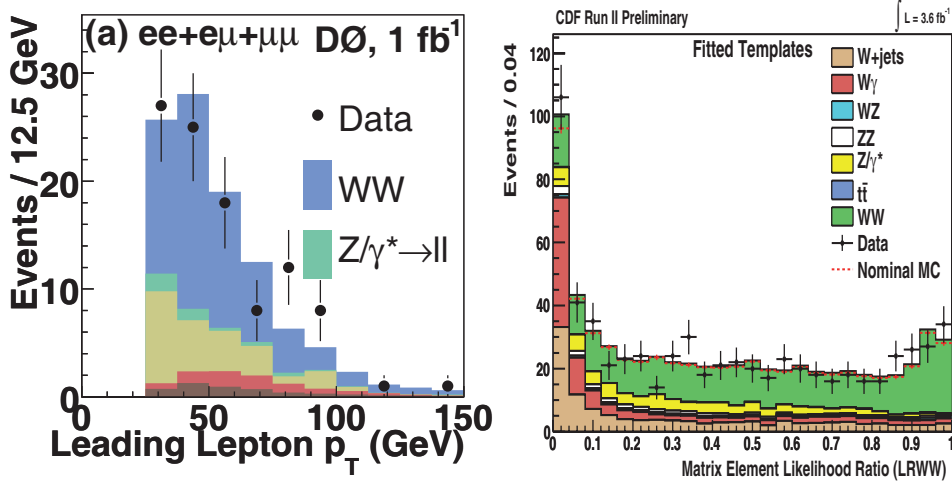 (a) ee+eμ+μμ DØ, 1 fb⁻¹
Events / 12.5 GeV
30
20
10
0
Data
WW
Z/γ*→ll
0 50 100 150
Leading Lepton p_T (GeV)
CDF Run II Preliminary ∫ L = 3.6 fb⁻¹
Fitted Templates
Events / 0.04
120
100
80
60
40
20
0
W+jets
Wγ
WZ
ZZ
Z/γ*
tt̄
WW
Data
Nominal MC
0 0.1 0.2 0.3 0.4 0.5 0.6 0.7 0.8 0.9 1
Matrix Element Likelihood Ratio (LRWW)